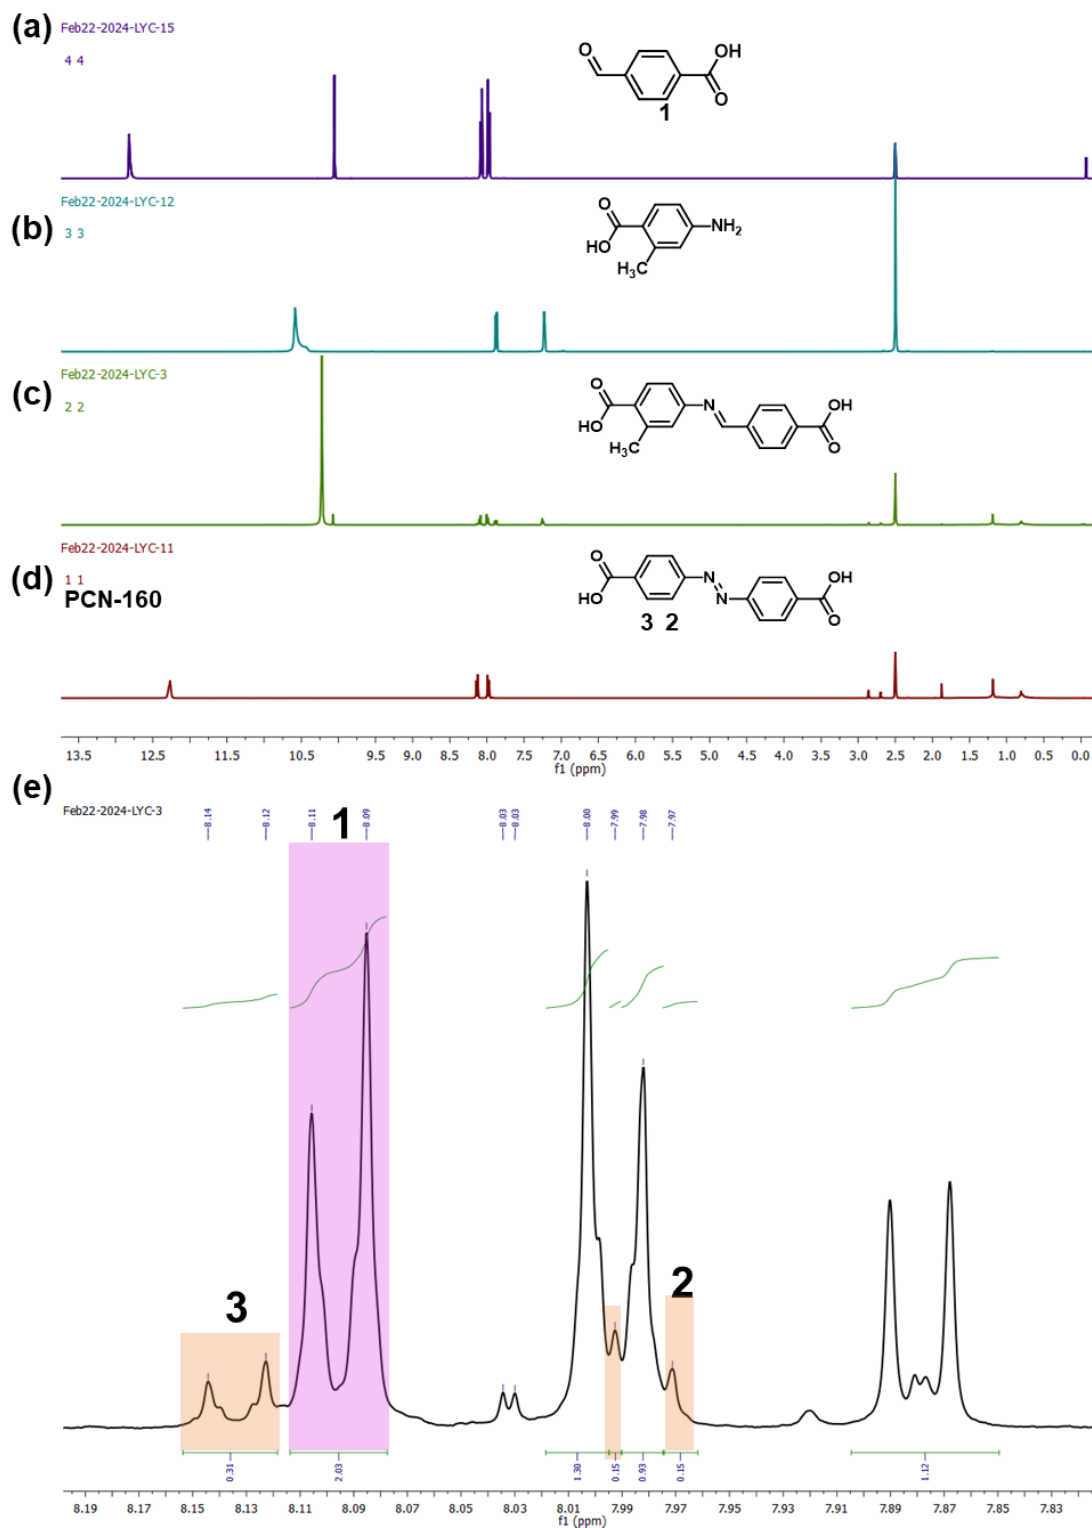 (a) Feb22-2024-LYC-15
4 4
O
OH
O
1
(b) Feb22-2024-LYC-12
3 3
O
HO
NH₂
H₃C
(c) Feb22-2024-LYC-3
2 2
O
HO
N
OH
O
H₃C
(d) Feb22-2024-LYC-11
1 1
PCN-160
O
HO
N
N
OH
O
3 2
13.5 12.5 11.5 10.5 9.5 9.0 8.5 8.0 7.5 7.0 6.5 6.0 5.5 5.0 4.5 4.0 3.5 3.0 2.5 2.0 1.5 1.0 0.5 0.0
f1 (ppm)
(e)
Feb22-2024-LYC-3
8.14 8.12 8.11 8.09 8.03 8.03 8.00 7.99 7.98 7.97
1
3
2
0.31 2.03 1.30 0.15 0.93 0.15 1.12
8.19 8.17 8.15 8.13 8.11 8.09 8.07 8.05 8.03 8.01 7.99 7.97 7.95 7.93 7.91 7.89 7.87 7.85 7.83
f1 (ppm)